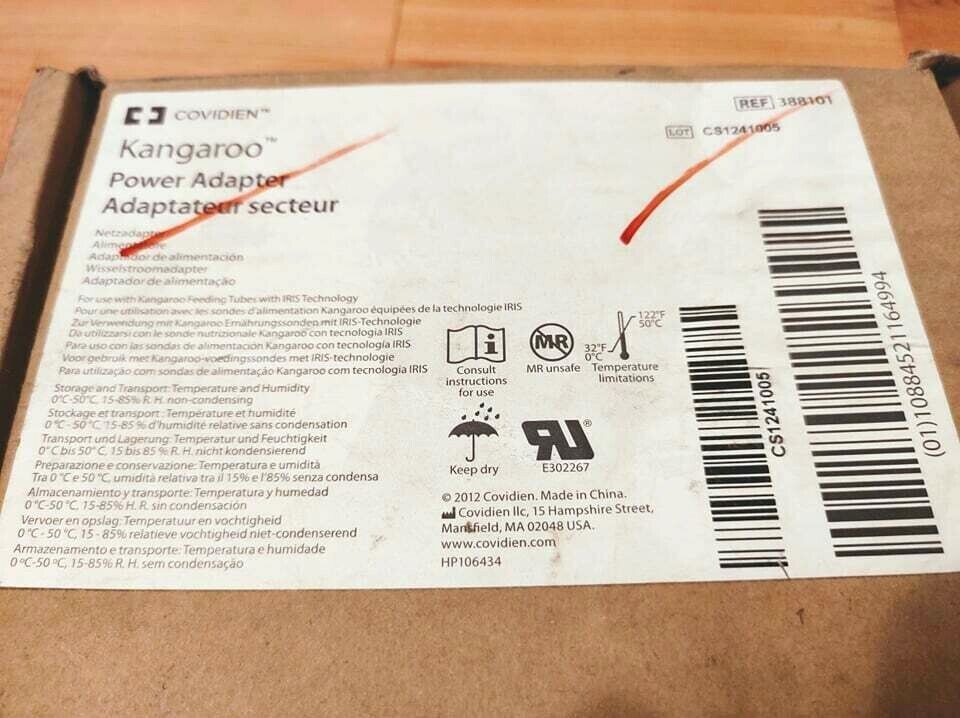 COVIDIEN™
REF 388101
LOT CS1241005
Kangaroo™
Power Adapter
Adaptateur secteur
Netzadapter
Alimentatore
Adaptador de alimentación
Wisselstroomadapter
Adaptador de alimentação
For use with Kangaroo Feeding Tubes with IRIS Technology
Pour une utilisation avec les sondes d'alimentation Kangaroo équipées de la technologie IRIS
Zur Verwendung mit Kangaroo Ernährungssonden mit IRIS-Technologie
Da utilizzarsi con le sonde nutrizionale Kangaroo con tecnologia IRIS
Para uso con las sondas de alimentación Kangaroo con tecnología IRIS
Voor gebruik met Kangaroo-voedingssondes met IRIS-technologie
Para utilização com sondas de alimentação Kangaroo com tecnologia IRIS
Storage and Transport: Temperature and Humidity
0°C-50°C, 15-85% R. H. non-condensing
Stockage et transport : Température et humidité
0°C - 50°C, 15-85 % d'humidité relative sans condensation
Transport und Lagerung: Temperatur und Feuchtigkeit
0° C bis 50° C, 15 bis 85 % R. H. nicht kondensierend
Preparazione e conservazione: Temperatura e umidità
Tra 0 °C e 50 °C, umidità relativa tra il 15% e l'85% senza condensa
Almacenamiento y transporte: Temperatura y humedad
0 °C-50 °C, 15-85% H. R. sin condensación
Vervoer en opslag: Temperatuur en vochtigheid
0 °C - 50 °C, 15 - 85% relatieve vochtigheid niet-condenserend
Armazenamento e transporte: Temperatura e humidade
0 ºC-50 ºC, 15-85% R. H. sem condensação
i
Consult
instructions
for use
MR
MR unsafe
122°F
50°C
32°F
0°C
Temperature
limitations
Keep dry
RU
E302267
© 2012 Covidien. Made in China.
Covidien llc, 15 Hampshire Street,
Mansfield, MA 02048 USA.
www.covidien.com
HP106434
CS1241005
(01)10884521164994